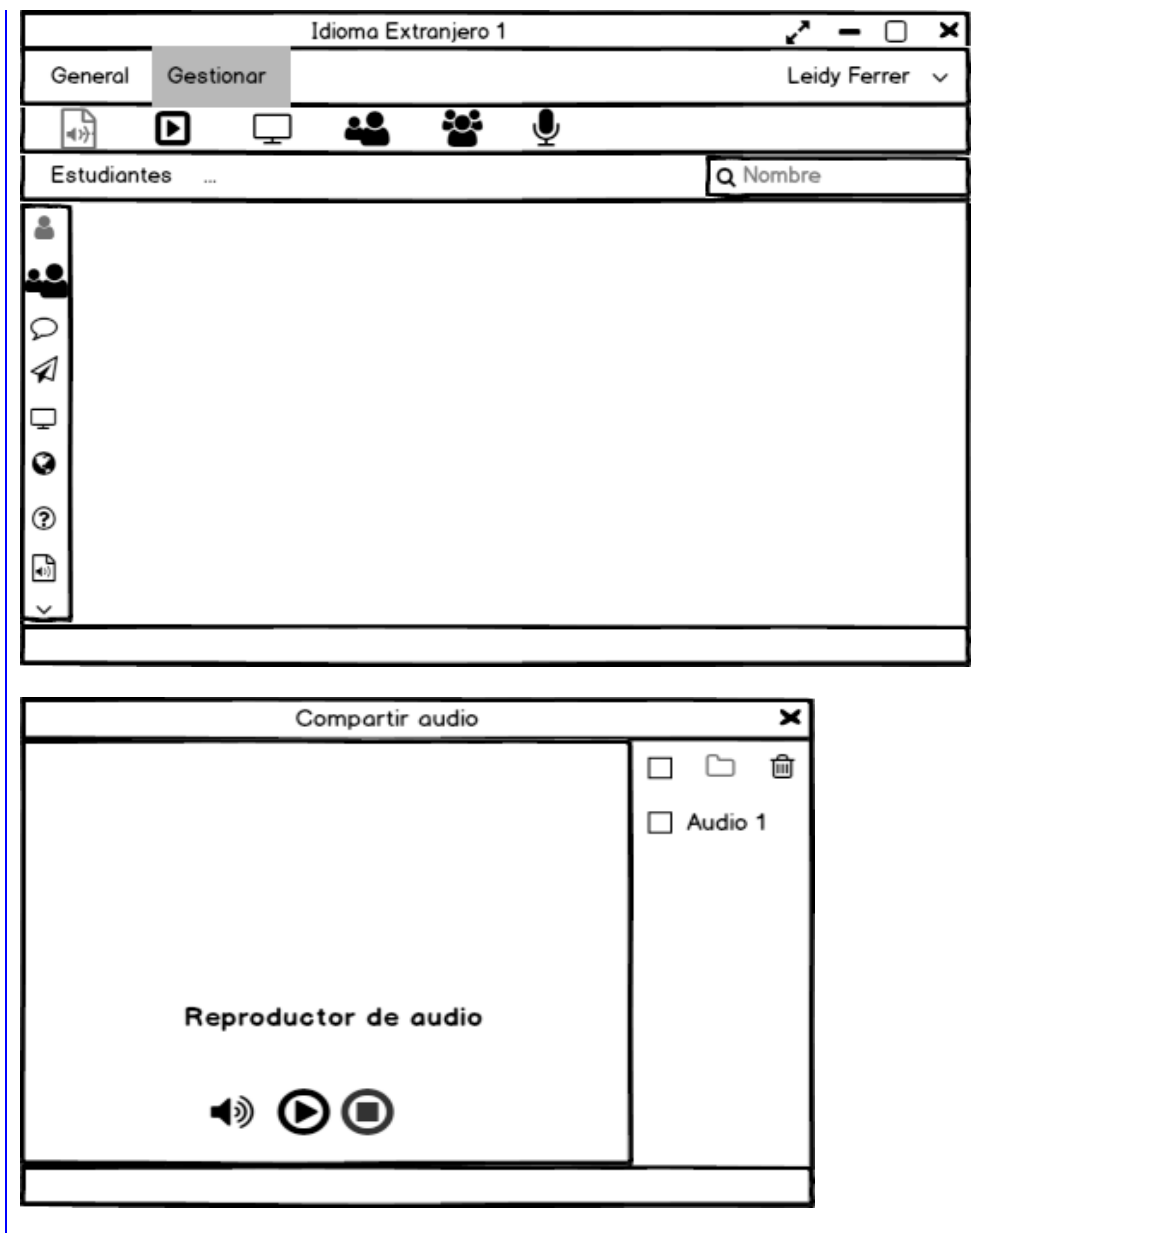 Idioma Extranjero 1
General Gestionar Leidy Ferrer
Estudiantes ... Nombre
Compartir audio
Audio 1
Reproductor de audio